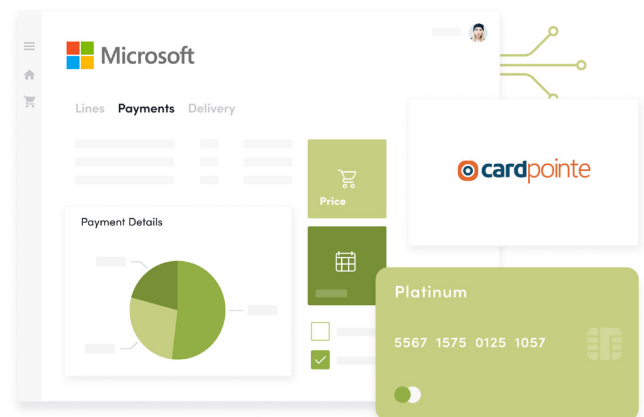 Microsoft
Lines Payments Delivery
Price
Payment Details
cardpointe
Platinum
5567 1575 0125 1057